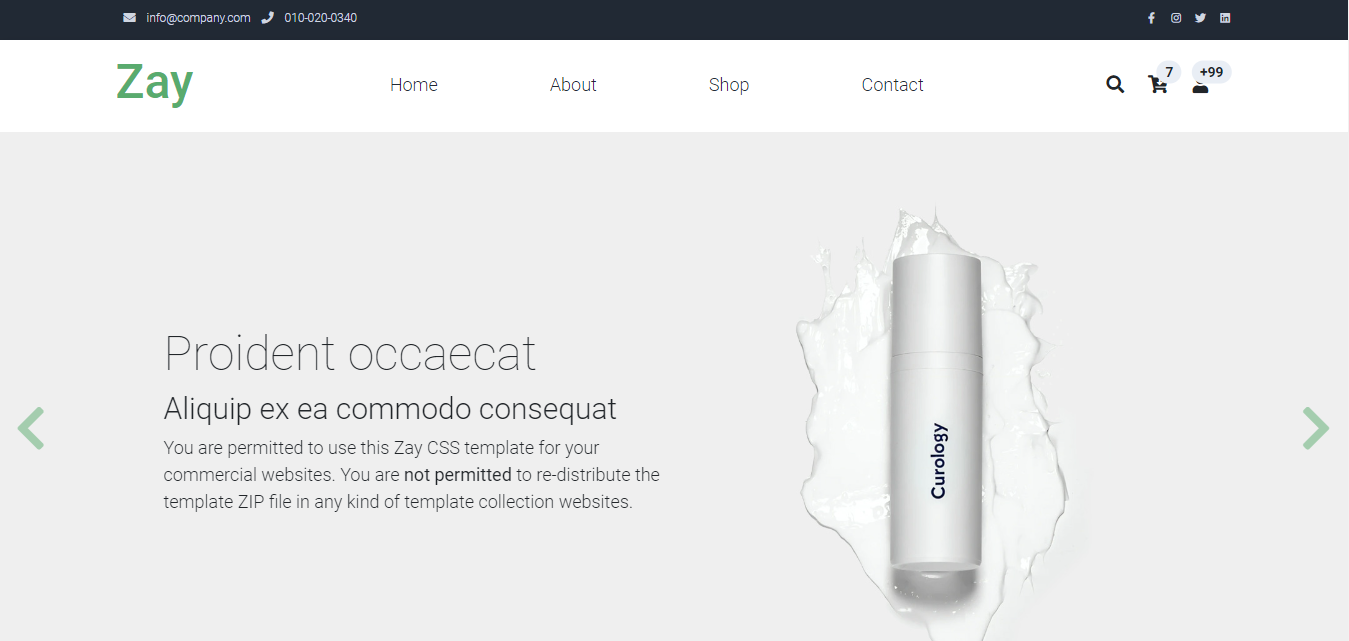 info@company.com 010-020-0340
Zay
Home About Shop Contact
7 +99
Proident occaecat
Aliquip ex ea commodo consequat
You are permitted to use this Zay CSS template for your
commercial websites. You are not permitted to re-distribute the
template ZIP file in any kind of template collection websites.
Curology